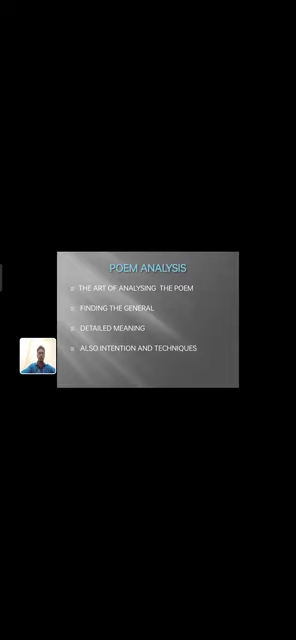 POEM ANALYSIS
THE ART OF ANALYSING THE POEM
FINDING THE GENERAL
DETAILED MEANING
ALSO INTENTION AND TECHNIQUES